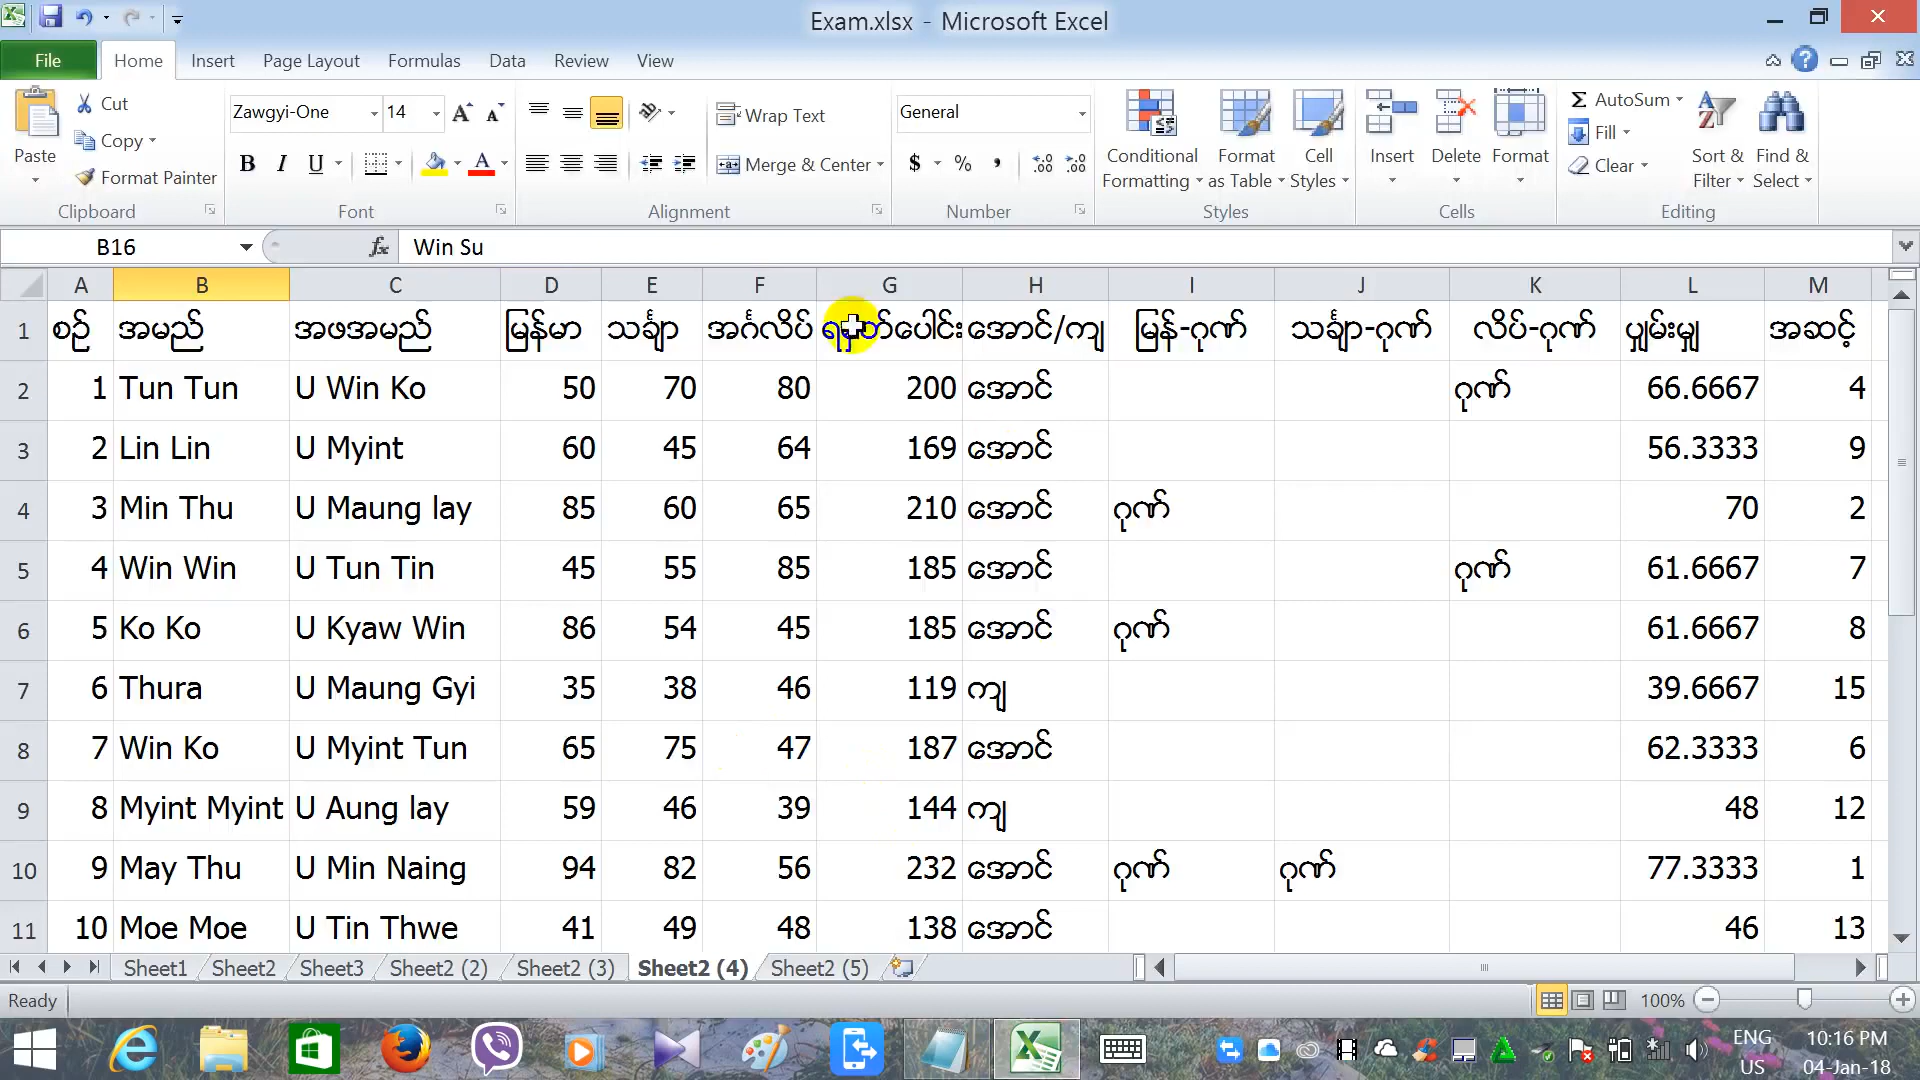 Exam.xlsx - Microsoft Excel
File Home Insert Page Layout Formulas Data Review View
Paste Cut Copy Format Painter Clipboard
Zawgyi-One 14 Font
B I U A
Wrap Text Merge & Center Alignment
General $ % , Number
Conditional Formatting Format as Table Cell Styles Styles
Insert Delete Format Cells
Σ AutoSum Fill Clear Sort & Filter Find & Select Editing
B16 fx Win Su
A B C D E F G H I J K L M
1 စဉ် အမည် အဖအမည် မြန်မာ သင်္ချာ အင်္ဂလိပ် ရမှတ်ပေါင်း အောင်/ကျ မြန်-ဂုဏ် သင်္ချာ-ဂုဏ် လိပ်-ဂုဏ် ပျှမ်းမျှ အဆင့်
2 1 Tun Tun U Win Ko 50 70 80 200 အောင် ဂုဏ် 66.6667 4
3 2 Lin Lin U Myint 60 45 64 169 အောင် 56.3333 9
4 3 Min Thu U Maung lay 85 60 65 210 အောင် ဂုဏ် 70 2
5 4 Win Win U Tun Tin 45 55 85 185 အောင် ဂုဏ် 61.6667 7
6 5 Ko Ko U Kyaw Win 86 54 45 185 အောင် ဂုဏ် 61.6667 8
7 6 Thura U Maung Gyi 35 38 46 119 ကျ 39.6667 15
8 7 Win Ko U Myint Tun 65 75 47 187 အောင် 62.3333 6
9 8 Myint Myint U Aung lay 59 46 39 144 ကျ 48 12
10 9 May Thu U Min Naing 94 82 56 232 အောင် ဂုဏ် ဂုဏ် 77.3333 1
11 10 Moe Moe U Tin Thwe 41 49 48 138 အောင် 46 13
Sheet1 Sheet2 Sheet3 Sheet2 (2) Sheet2 (3) Sheet2 (4) Sheet2 (5)
Ready 100%
ENG 10:16 PM
US 04-Jan-18